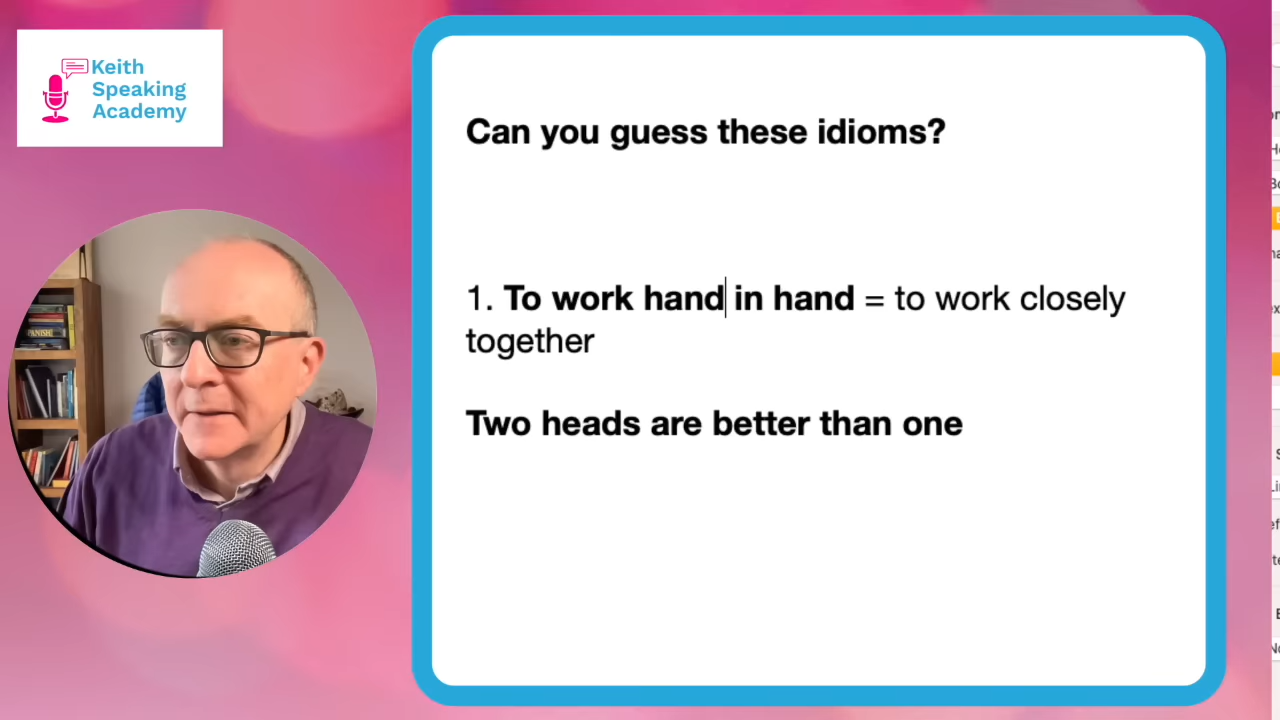 Keith
Speaking
Academy
Can you guess these idioms?
1. To work hand in hand = to work closely
together
Two heads are better than one